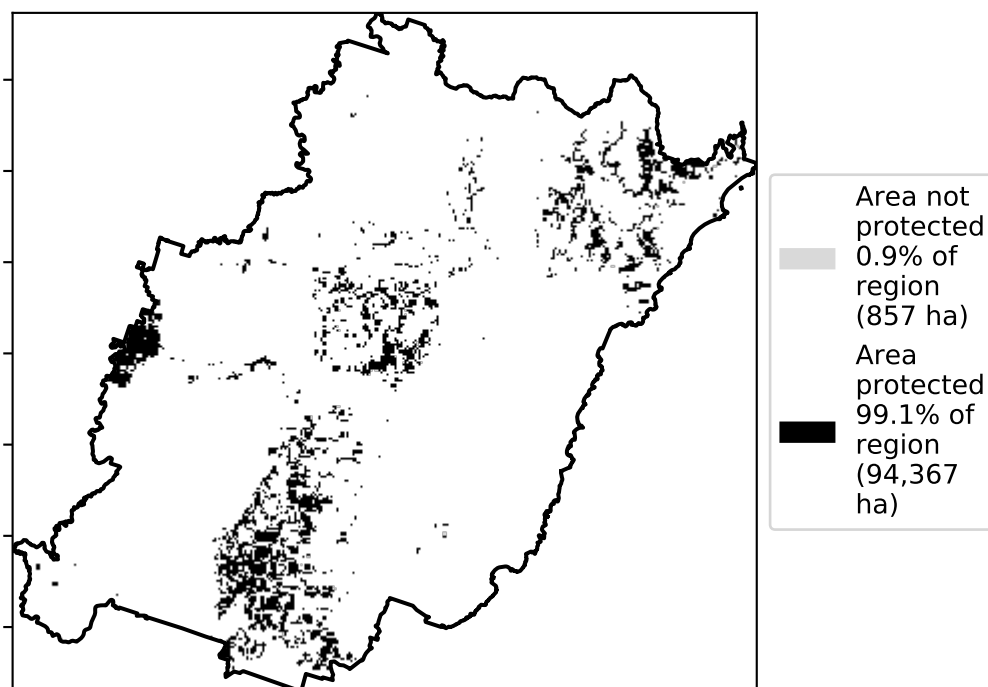 Area not
protected
0.9% of
region
(857 ha)
Area
protected
99.1% of
region
(94,367
ha)